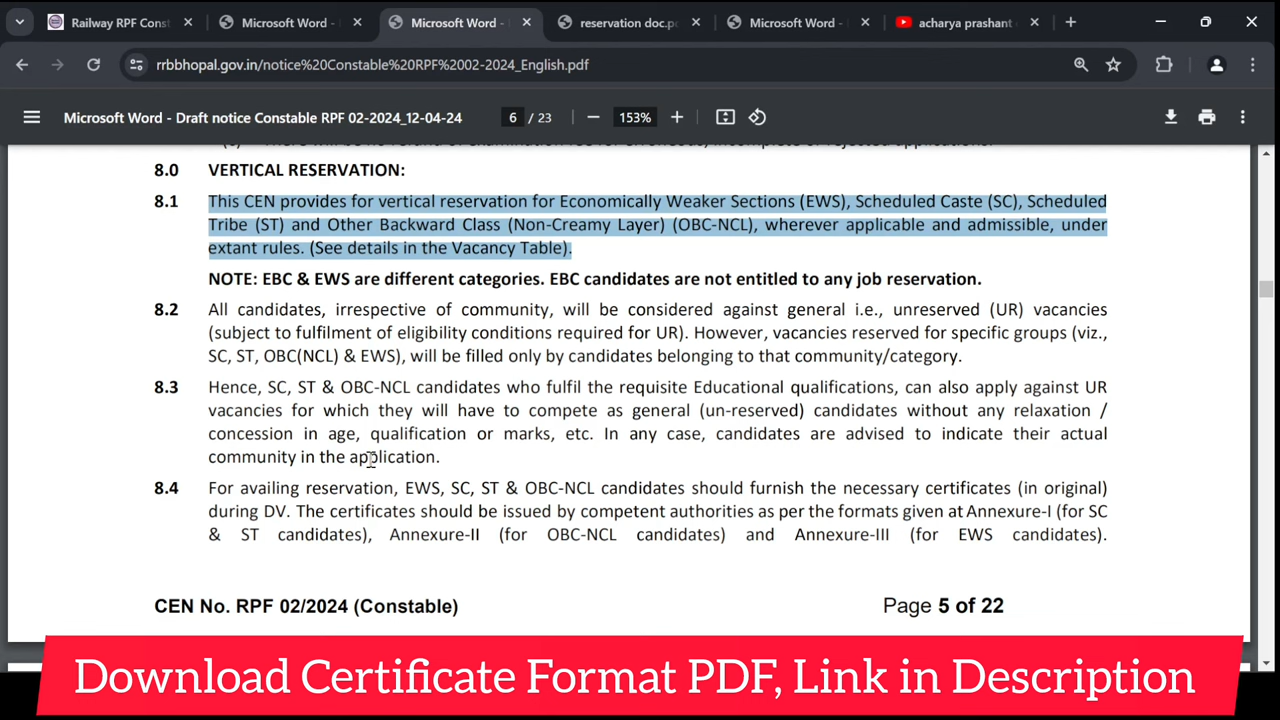 Railway RPF Const
Microsoft Word -
Microsoft Word -
reservation doc.p
Microsoft Word -
acharya prashant
rrbbhopal.gov.in/notice%20Constable%20RPF%2002-2024_English.pdf
Microsoft Word - Draft notice Constable RPF 02-2024_12-04-24
6 / 23
153%
8.0 VERTICAL RESERVATION:
8.1 This CEN provides for vertical reservation for Economically Weaker Sections (EWS), Scheduled Caste (SC), Scheduled
Tribe (ST) and Other Backward Class (Non-Creamy Layer) (OBC-NCL), wherever applicable and admissible, under
extant rules. (See details in the Vacancy Table).
NOTE: EBC & EWS are different categories. EBC candidates are not entitled to any job reservation.
8.2 All candidates, irrespective of community, will be considered against general i.e., unreserved (UR) vacancies
(subject to fulfilment of eligibility conditions required for UR). However, vacancies reserved for specific groups (viz.,
SC, ST, OBC(NCL) & EWS), will be filled only by candidates belonging to that community/category.
8.3 Hence, SC, ST & OBC-NCL candidates who fulfil the requisite Educational qualifications, can also apply against UR
vacancies for which they will have to compete as general (un-reserved) candidates without any relaxation /
concession in age, qualification or marks, etc. In any case, candidates are advised to indicate their actual
community in the application.
8.4 For availing reservation, EWS, SC, ST & OBC-NCL candidates should furnish the necessary certificates (in original)
during DV. The certificates should be issued by competent authorities as per the formats given at Annexure-I (for SC
& ST candidates), Annexure-II (for OBC-NCL candidates) and Annexure-III (for EWS candidates).
CEN No. RPF 02/2024 (Constable)
Page 5 of 22
Download Certificate Format PDF, Link in Description